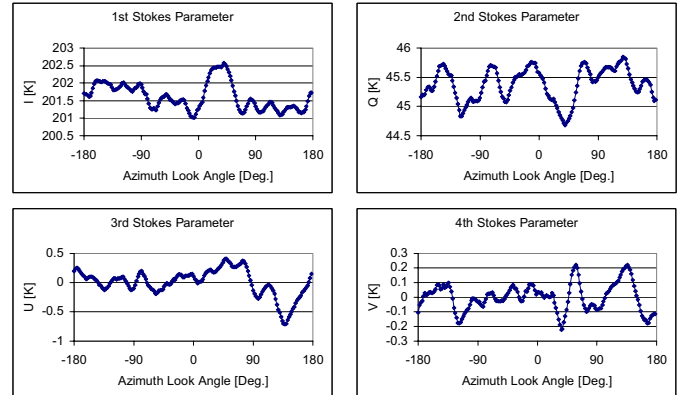 1st Stokes Parameter
203
202.5
202
201.5
201
200.5
I [K]
-180 -90 0 90 180
Azimuth Look Angle [Deg.]
2nd Stokes Parameter
46
45.5
45
44.5
Q [K]
-180 -90 0 90 180
Azimuth Look Angle [Deg.]
3rd Stokes Parameter
0.5
0
-0.5
-1
U [K]
-180 -90 0 90 180
Azimuth Look Angle [Deg.]
4th Stokes Parameter
0.3
0.2
0.1
0
-0.1
-0.2
-0.3
V [K]
-180 -90 0 90 180
Azimuth Look Angle [Deg.]